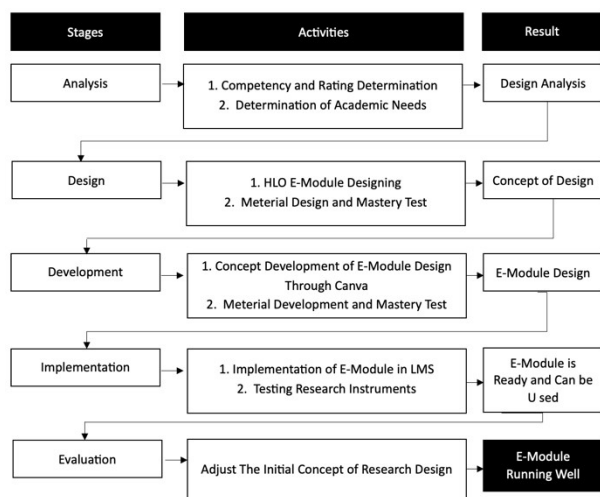 Stages
Activities
Result
Analysis
1. Competency and Rating Determination
2. Determination of Academic Needs
Design Analysis
Design
1. HLO E-Module Designing
2. Meterial Design and Mastery Test
Concept of Design
Development
1. Concept Development of E-Module Design
Through Canva
2. Meterial Development and Mastery Test
E-Module Design
Implementation
1. Implementation of E-Module in LMS
2. Testing Research Instruments
E-Module is
Ready and Can be
U sed
Evaluation
Adjust The Initial Concept of Research Design
E-Module
Running Well